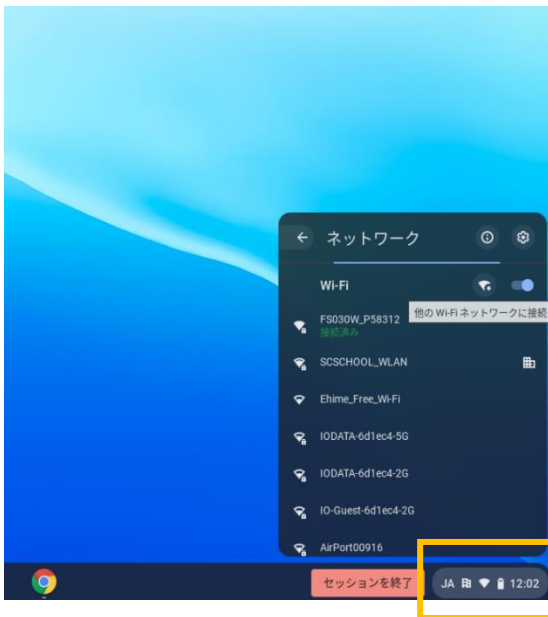 ネットワーク
Wi-Fi
他の Wi-Fi ネットワークに接続
FS030W_P58312
接続済み
SCSCHOOL_WLAN
Ehime_Free_Wi-Fi
IODATA-6d1ec4-5G
IODATA-6d1ec4-2G
IO-Guest-6d1ec4-2G
AirPort00916
セッションを終了
JA 12:02